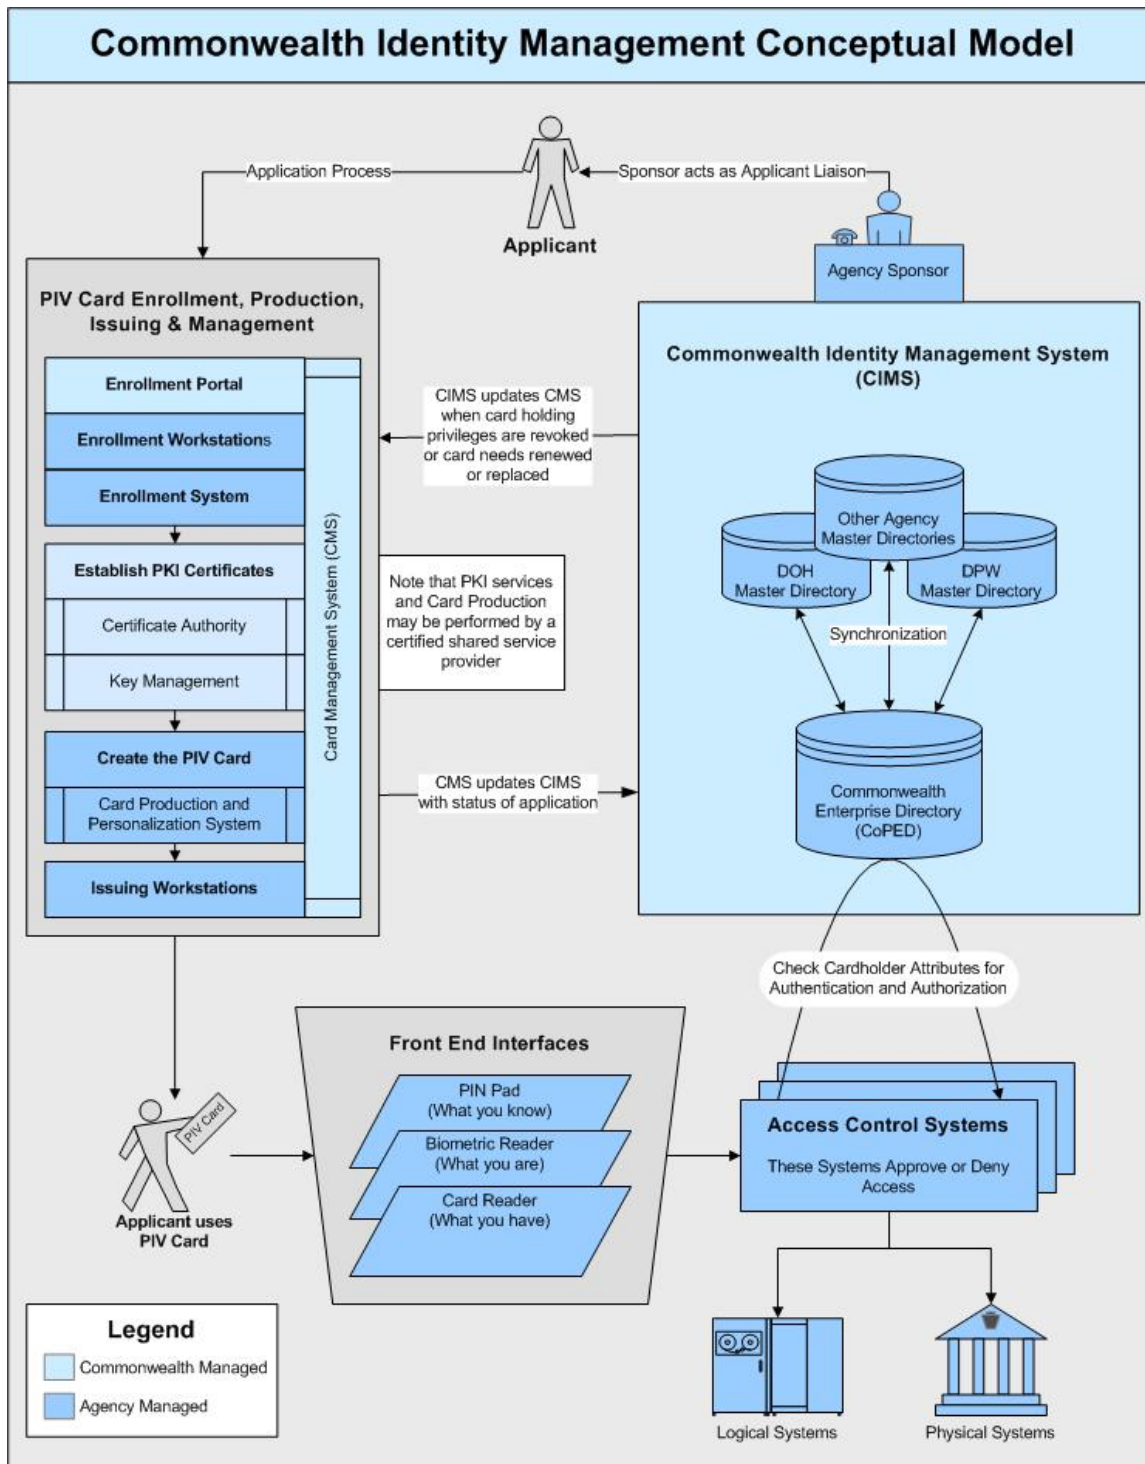 Commonwealth Identity Management Conceptual Model
Application Process
Sponsor acts as Applicant Liaison
Applicant
Agency Sponsor
PIV Card Enrollment, Production,
Issuing & Management
Enrollment Portal
Enrollment Workstations
Enrollment System
Establish PKI Certificates
Certificate Authority
Key Management
Create the PIV Card
Card Production and
Personalization System
Issuing Workstations
Card Management System (CMS)
CIMS updates CMS
when card holding
privileges are revoked
or card needs renewed
or replaced
Note that PKI services
and Card Production
may be performed by a
certified shared service
provider
CMS updates CIMS
with status of application
Commonwealth Identity Management System
(CIMS)
Other Agency
Master Directories
DOH
Master Directory
DPW
Master Directory
Synchronization
Commonwealth
Enterprise Directory
(CoPED)
Check Cardholder Attributes for
Authentication and Authorization
PIV Card
Applicant uses
PIV Card
Front End Interfaces
PIN Pad
(What you know)
Biometric Reader
(What you are)
Card Reader
(What you have)
Access Control Systems
These Systems Approve or Deny
Access
Logical Systems
Physical Systems
Legend
Commonwealth Managed
Agency Managed